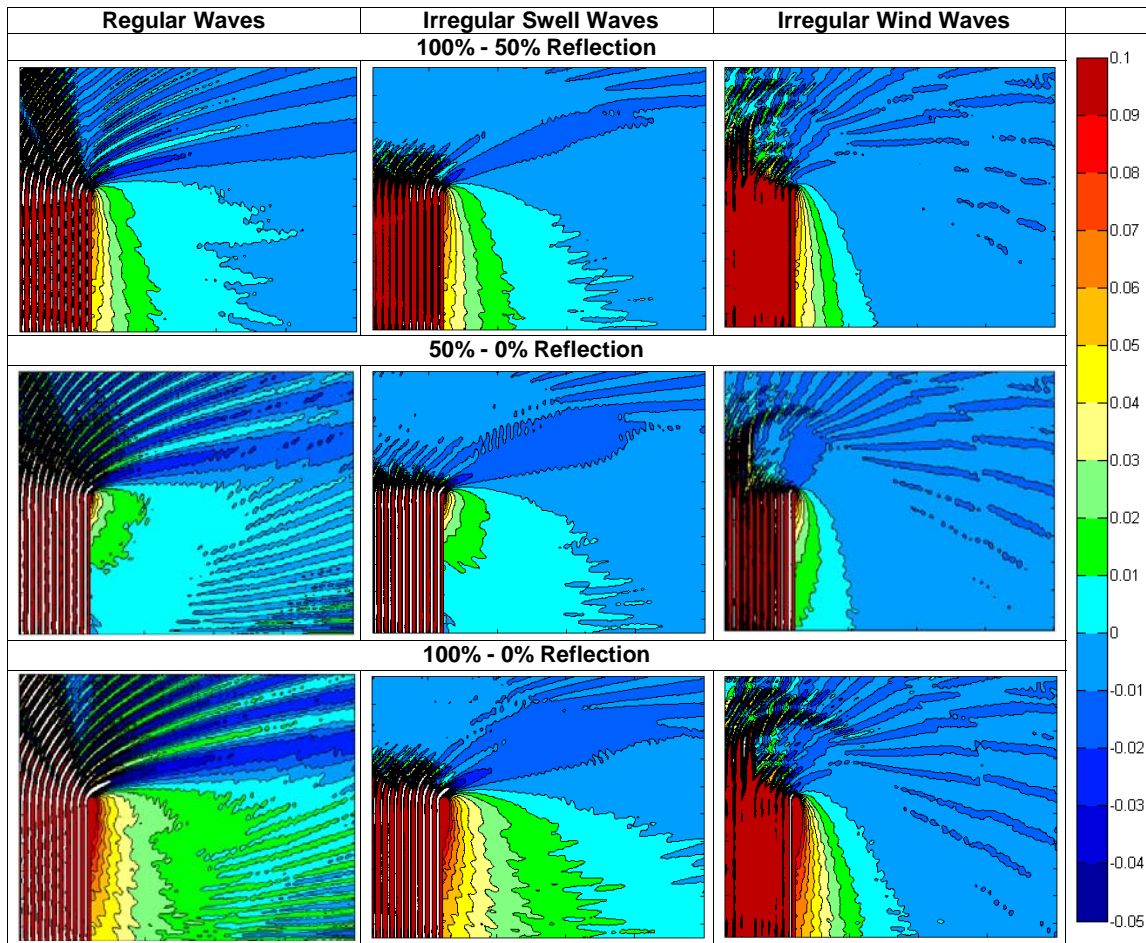 Regular Waves
Irregular Swell Waves
Irregular Wind Waves
100% - 50% Reflection
50% - 0% Reflection
100% - 0% Reflection
0.1
0.09
0.08
0.07
0.06
0.05
0.04
0.03
0.02
0.01
0
-0.01
-0.02
-0.03
-0.04
-0.05